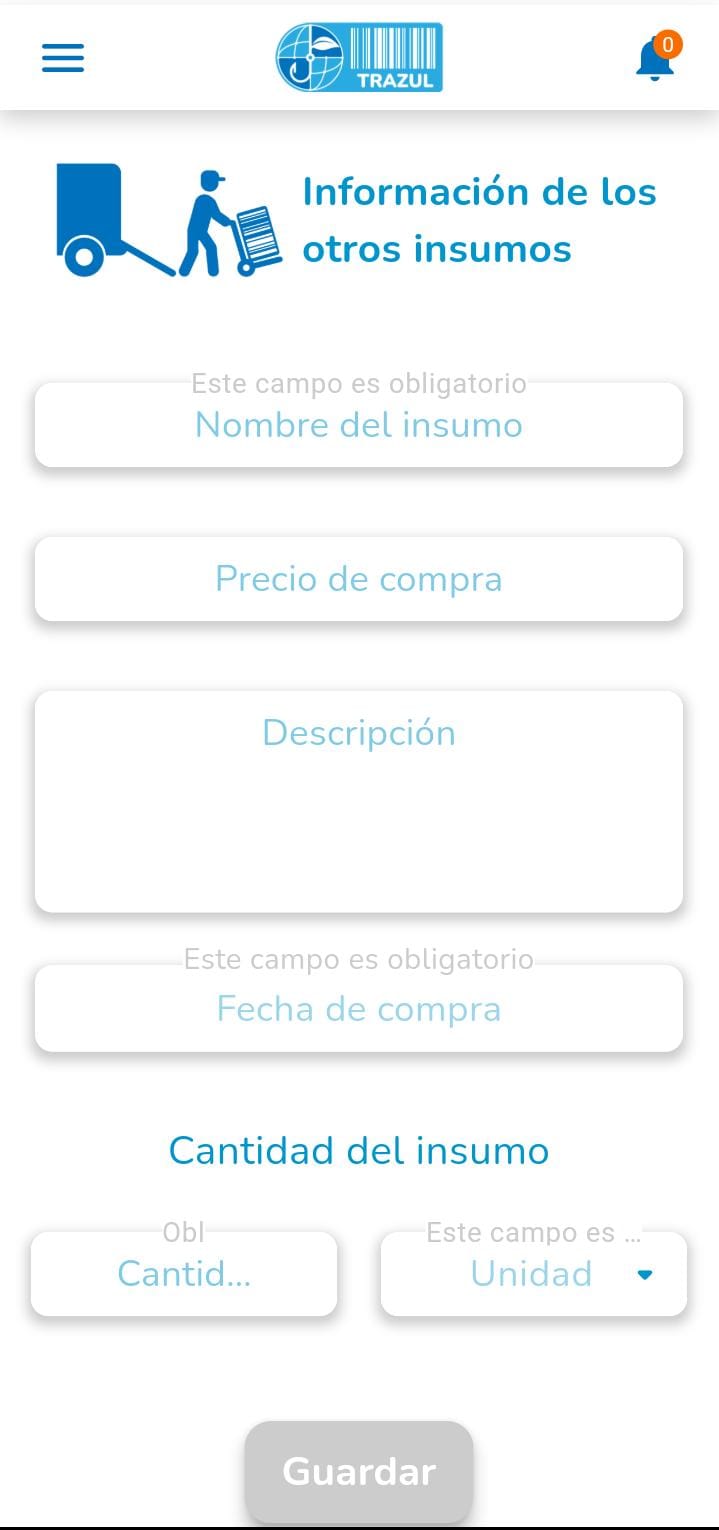 TRAZUL
0
Información de los
otros insumos
Este campo es obligatorio
Nombre del insumo
Precio de compra
Descripción
Este campo es obligatorio
Fecha de compra
Cantidad del insumo
Obl
Este campo es ...
Cantid...
Unidad
Guardar